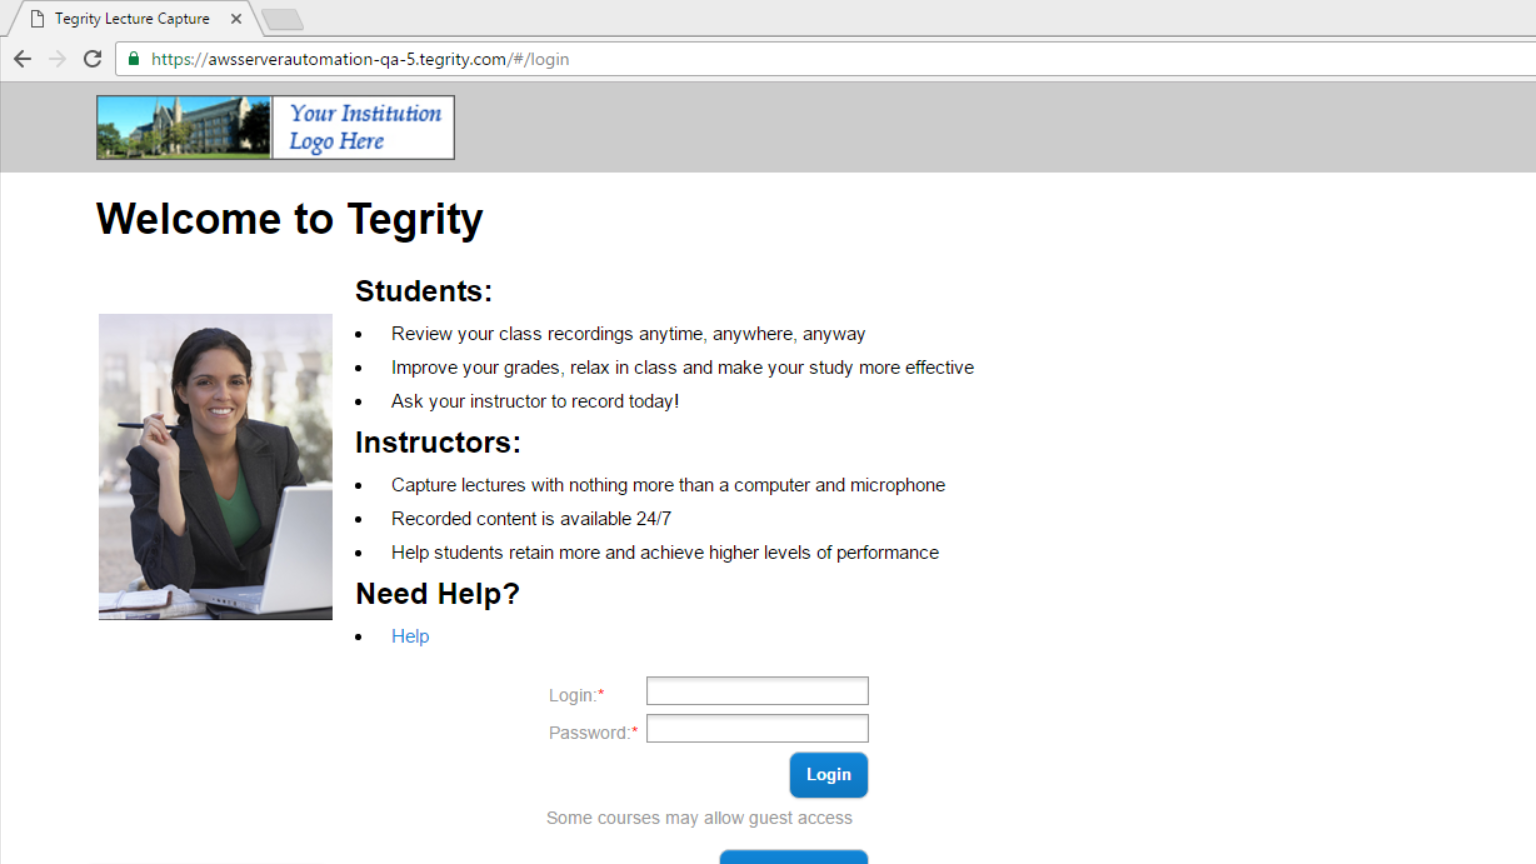 Tegrity Lecture Capture
https://awsserverautomation-qa-5.tegrity.com/#/login
Your Institution
Logo Here
Welcome to Tegrity
Students:
• Review your class recordings anytime, anywhere, anyway
• Improve your grades, relax in class and make your study more effective
• Ask your instructor to record today!
Instructors:
• Capture lectures with nothing more than a computer and microphone
• Recorded content is available 24/7
• Help students retain more and achieve higher levels of performance
Need Help?
• Help
Login:*
Password:*
Login
Some courses may allow guest access